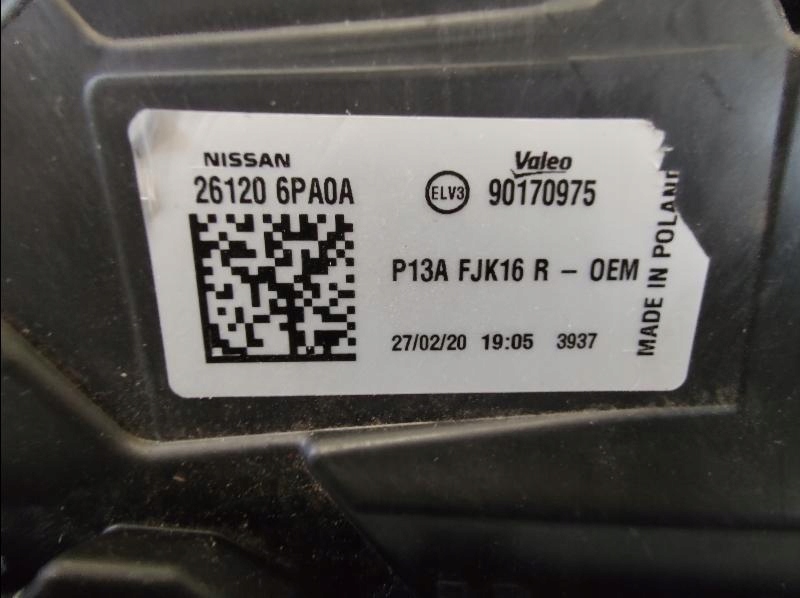 NISSAN
26120 6PA0A
ELV3
Valeo
90170975
P13A FJK16 R – OEM
27/02/20 19:05 3937
MADE IN POLAND